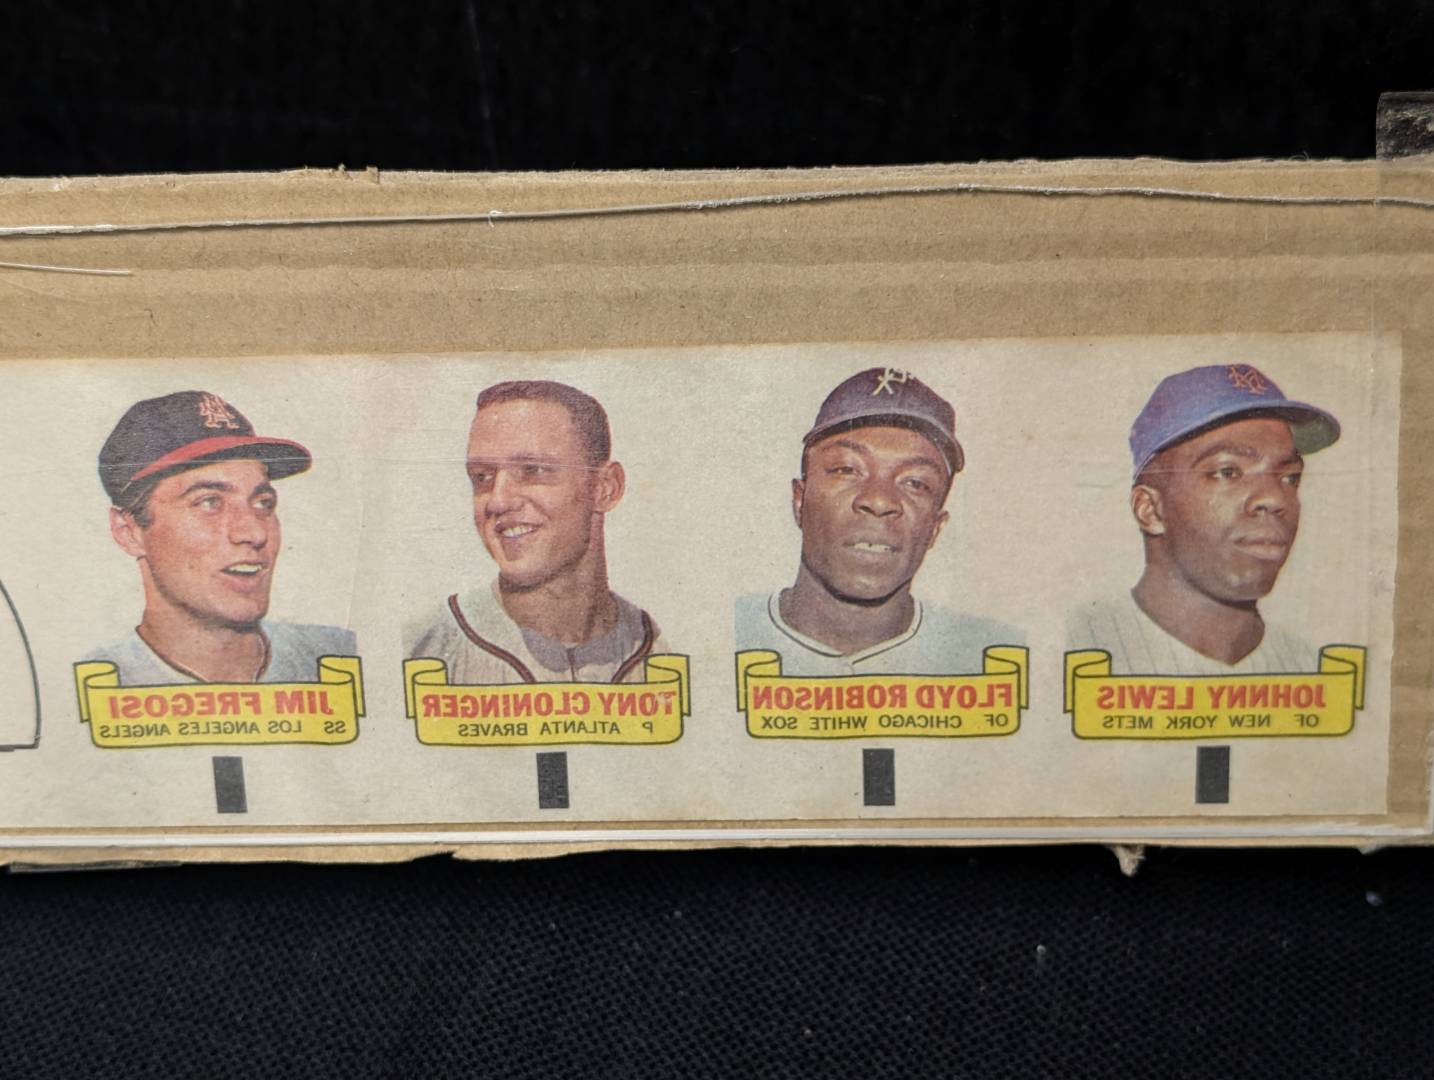 JIM FREGOSI
SS LOS ANGELES ANGELS
TONY CLONINGER
P ATLANTA BRAVES
FLOYD ROBINSON
OF CHICAGO WHITE SOX
JOHNNY LEWIS
OF NEW YORK METS